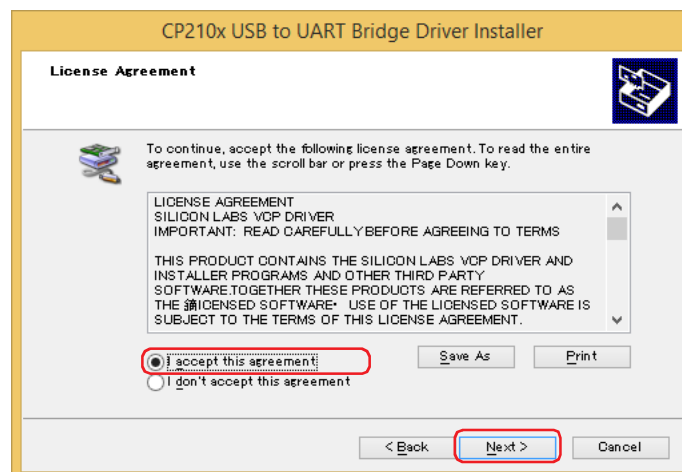 CP210x USB to UART Bridge Driver Installer
License Agreement
To continue, accept the following license agreement. To read the entire
agreement, use the scroll bar or press the Page Down key.
LICENSE AGREEMENT
SILICON LABS VCP DRIVER
IMPORTANT:  READ CAREFULLY BEFORE AGREEING TO TERMS
THIS PRODUCT CONTAINS THE SILICON LABS VCP DRIVER AND
INSTALLER PROGRAMS AND OTHER THIRD PARTY
SOFTWARE.TOGETHER THESE PRODUCTS ARE REFERRED TO AS
THE 鏑ICENSED SOFTWARE・  USE OF THE LICENSED SOFTWARE IS
SUBJECT TO THE TERMS OF THIS LICENSE AGREEMENT.
I accept this agreement
Save As
Print
I don't accept this agreement
< Back
Next >
Cancel